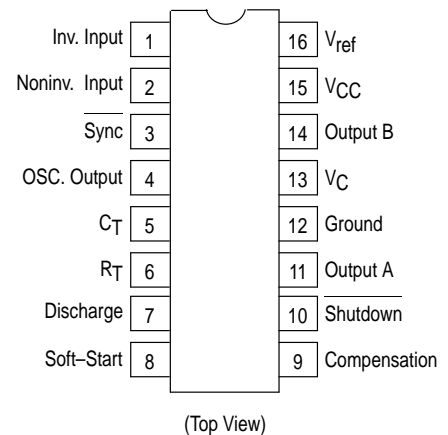 Inv. Input 1 16 Vref
Noninv. Input 2 15 VCC
Sync 3 14 Output B
OSC. Output 4 13 VC
CT 5 12 Ground
RT 6 11 Output A
Discharge 7 10 Shutdown
Soft–Start 8 9 Compensation
(Top View)